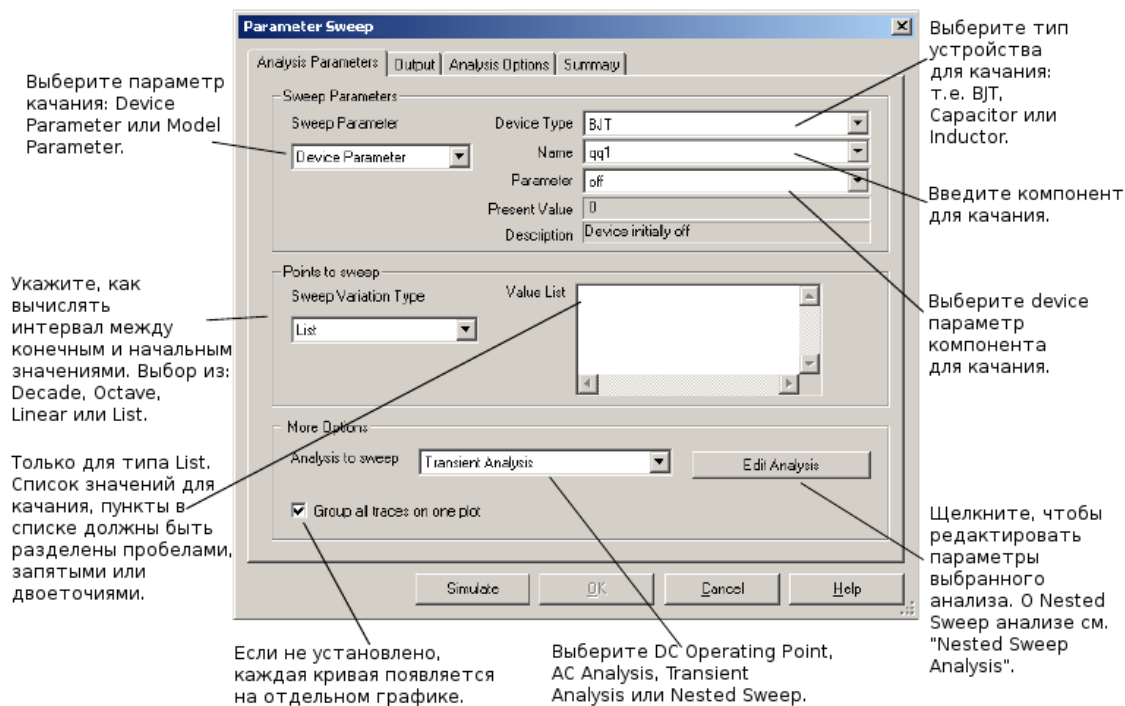 Parameter Sweep
Analysis Parameters
Output
Analysis Options
Summary
Выберите параметр
качания: Device
Parameter или Model
Parameter.
Sweep Parameters
Sweep Parameter
Device Parameter
Device Type
BJT
Name
qq1
Parameter
off
Present Value
0
Description
Device initialy off
Выберите тип
устройства
для качания:
т.е. BJT,
Capacitor или
Inductor.
Введите компонент
для качания.
Выберите device
параметр
компонента
для качания.
Укажите, как
вычислять
интервал между
конечным и начальным
значениями. Выбор из:
Decade, Octave,
Linear или List.
Points to sweep
Sweep Variation Type
List
Value List
Только для типа List.
Список значений для
качания, пункты в
списке должны быть
разделены пробелами,
запятыми или
двоеточиями.
More Options
Analysis to sweep
Transient Analysis
Edit Analysis
Group all traces on one plot
Simulate
OK
Cancel
Help
Щелкните, чтобы
редактировать
параметры
выбранного
анализа. О Nested
Sweep анализе см.
"Nested Sweep
Analysis".
Если не установлено,
каждая кривая появляется
на отдельном графике.
Выберите DC Operating Point,
AC Analysis, Transient
Analysis или Nested Sweep.